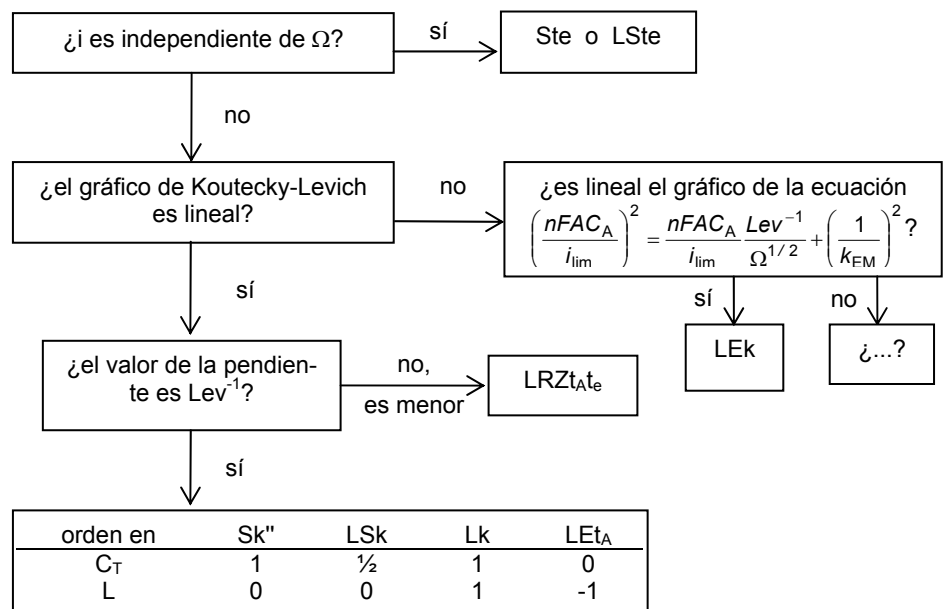 ¿i es independiente de Ω?
sí
Ste o LSte
no
¿el gráfico de Koutecky-Levich
es lineal?
no
¿es lineal el gráfico de la ecuación
(nFAC_A / i_lim)² = nFAC_A / i_lim Lev⁻¹ / Ω^1/2 + (1 / k_EM)² ?
sí
sí
no
LEk
¿...?
¿el valor de la pendien-
te es Lev⁻¹?
no,
es menor
LRZt_At_e
sí
orden en Sk'' LSk Lk LEt_A
C_T 1 ½ 1 0
L 0 0 1 -1